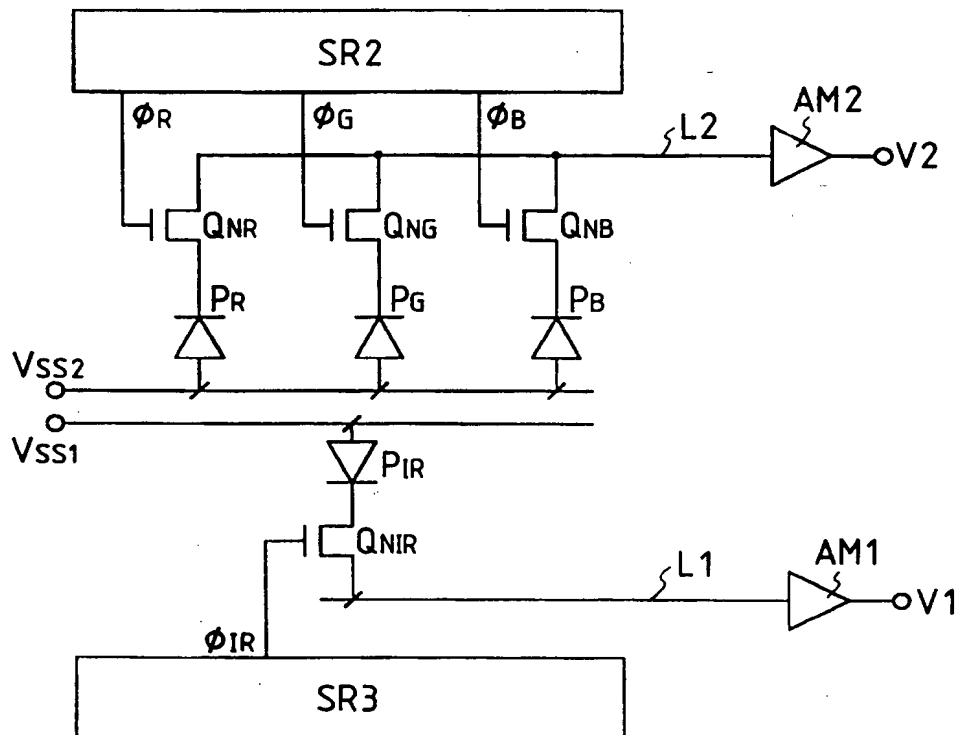 SR2
ϕR ϕG ϕB
AM2
L2
V2
QNR QNG QNB
PR PG PB
VSS2
VSS1
PIR
QNIR
L1
AM1
V1
ϕIR
SR3